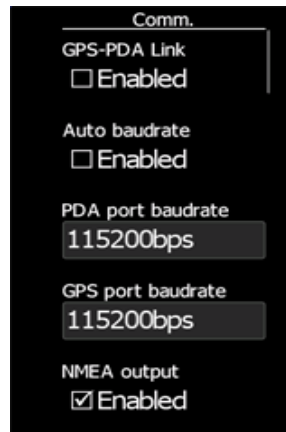 Comm.
GPS-PDA Link
Enabled
Auto baudrate
Enabled
PDA port baudrate
115200bps
GPS port baudrate
115200bps
NMEA output
Enabled